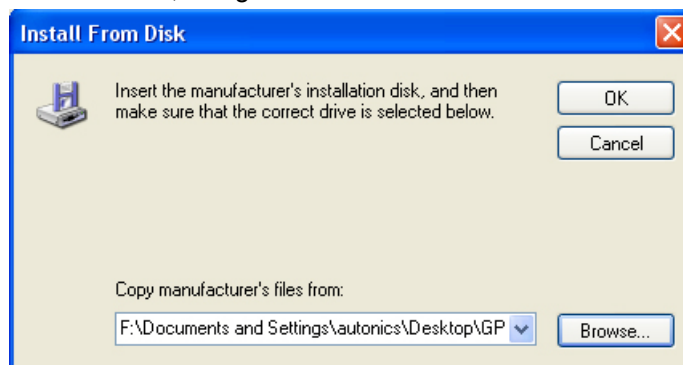 Install From Disk
Insert the manufacturer's installation disk, and then
make sure that the correct drive is selected below.
OK
Cancel
Copy manufacturer's files from:
F:\Documents and Settings\autonics\Desktop\GP
Browse...